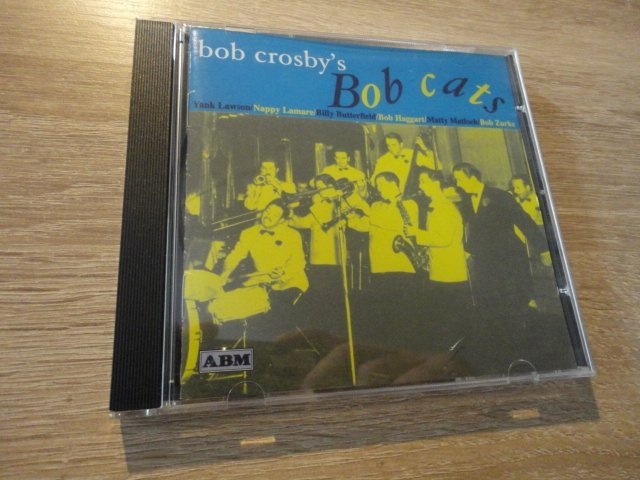 bob crosby's
Bob cats
Yank Lawson/Nappy Lamare/Billy Butterfield/Bob Haggart/Matty Matlock/Bob Zurke
ABM